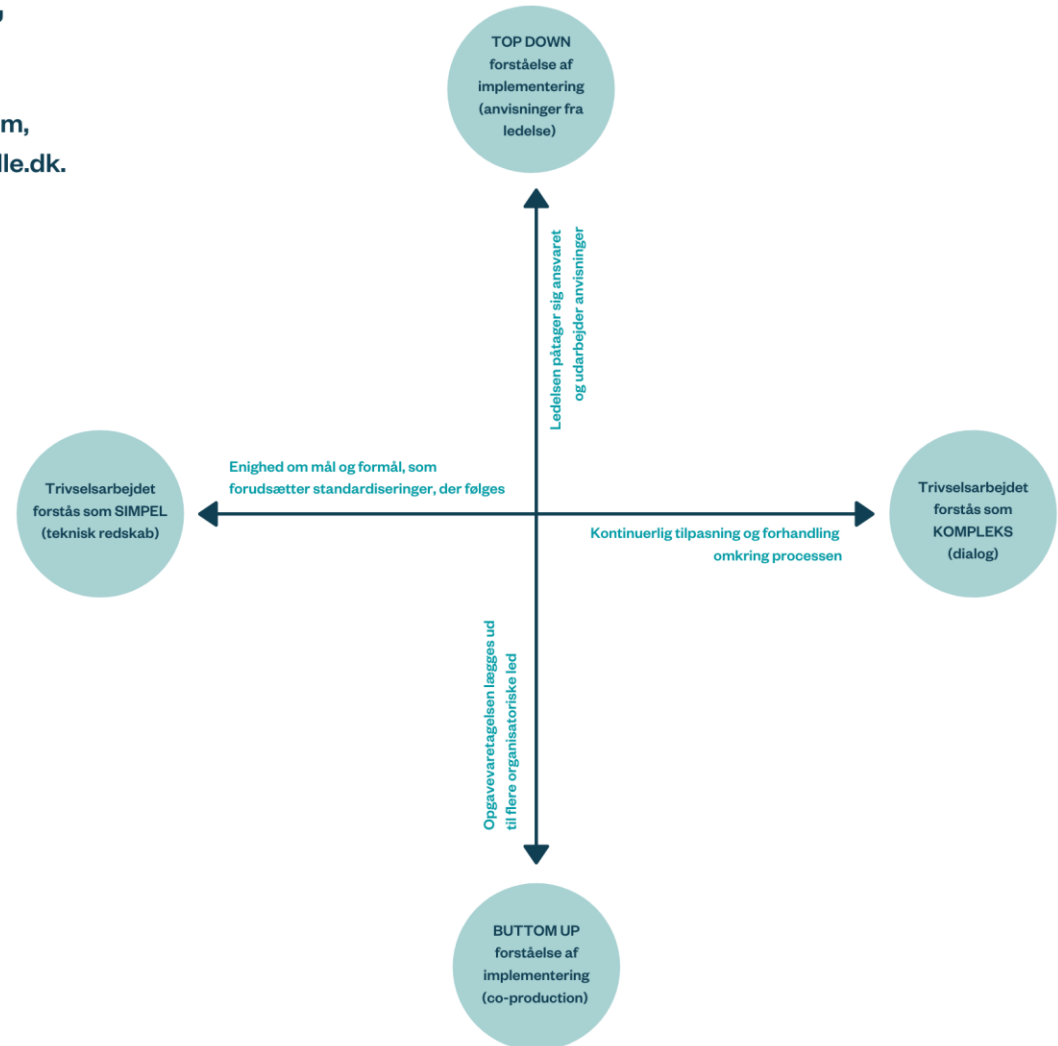 m,
lle.dk.
TOP DOWN
forståelse af
implementering
(anvisninger fra
ledelse)
Ledelsen påtager sig ansvaret
og udarbejder anvisninger
Enighed om mål og formål, som
forudsætter standardiseringer, der følges
Trivselsarbejdet
forstås som SIMPEL
(teknisk redskab)
Kontinuerlig tilpasning og forhandling
omkring processen
Trivselsarbejdet
forstås som
KOMPLEKS
(dialog)
Opgavevaretagelsen lægges ud
til flere organisatoriske led
BUTTOM UP
forståelse af
implementering
(co-production)